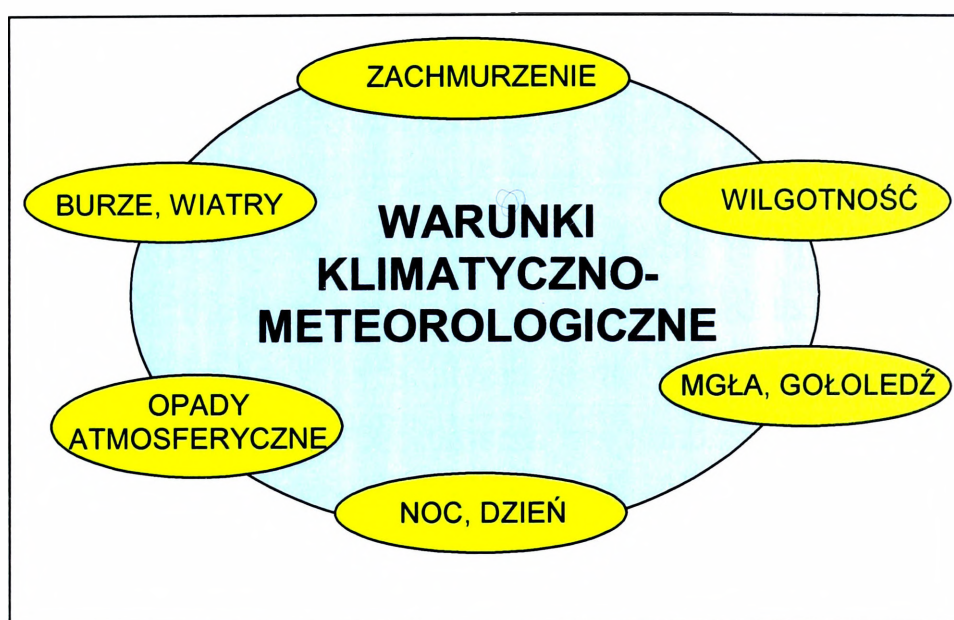 ZACHMURZENIE
BURZE, WIATRY
WILGOTNOŚĆ
WARUNKI
KLIMATYCZNO-
METEOROLOGICZNE
MGŁA, GOŁOLEDŹ
OPADY
ATMOSFERYCZNE
NOC, DZIEŃ